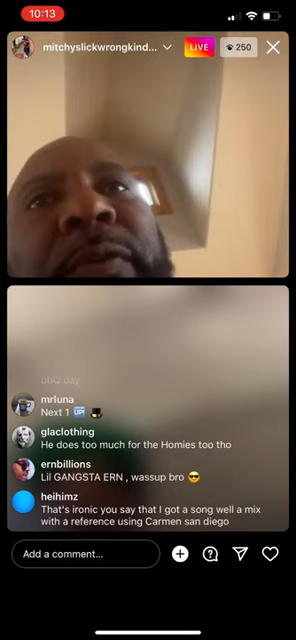 10:13
mitchyslickwrongkind...
LIVE
250
bbQ day
mrluna
Next 1 🆙 🎩
glaclothing
He does too much for the Homies too tho
ernbillions
Lil GANGSTA ERN , wassup bro 😎
heihimz
That's ironic you say that I got a song well a mix
with a reference using Carmen san diego
Add a comment...